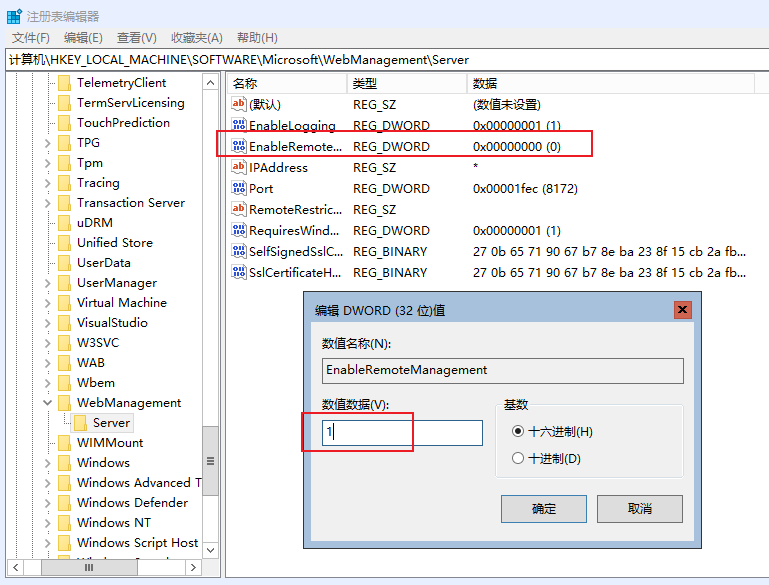 注册表编辑器
文件(F) 编辑(E) 查看(V) 收藏夹(A) 帮助(H)
计算机\HKEY_LOCAL_MACHINE\SOFTWARE\Microsoft\WebManagement\Server
TelemetryClient
TermServLicensing
TouchPrediction
TPG
Tpm
Tracing
Transaction Server
uDRM
Unified Store
UserData
UserManager
Virtual Machine
VisualStudio
W3SVC
WAB
Wbem
WebManagement
Server
WIMMount
Windows
Windows Advanced T
Windows Defender
Windows NT
Windows Script Host
名称 类型 数据
ab (默认) REG_SZ (数值未设置)
EnableLogging REG_DWORD 0x00000001 (1)
EnableRemote... REG_DWORD 0x00000000 (0)
ab IPAddress REG_SZ *
Port REG_DWORD 0x00001fec (8172)
ab RemoteRestric... REG_SZ
RequiresWind... REG_DWORD 0x00000001 (1)
SelfSignedSslC... REG_BINARY 27 0b 65 71 90 67 b7 8e ba 23 8f 15 cb 2a fb...
SslCertificateH... REG_BINARY 27 0b 65 71 90 67 b7 8e ba 23 8f 15 cb 2a fb...
编辑 DWORD (32 位)值
数值名称(N):
EnableRemoteManagement
数值数据(V):
1
基数
十六进制(H)
十进制(D)
确定 取消